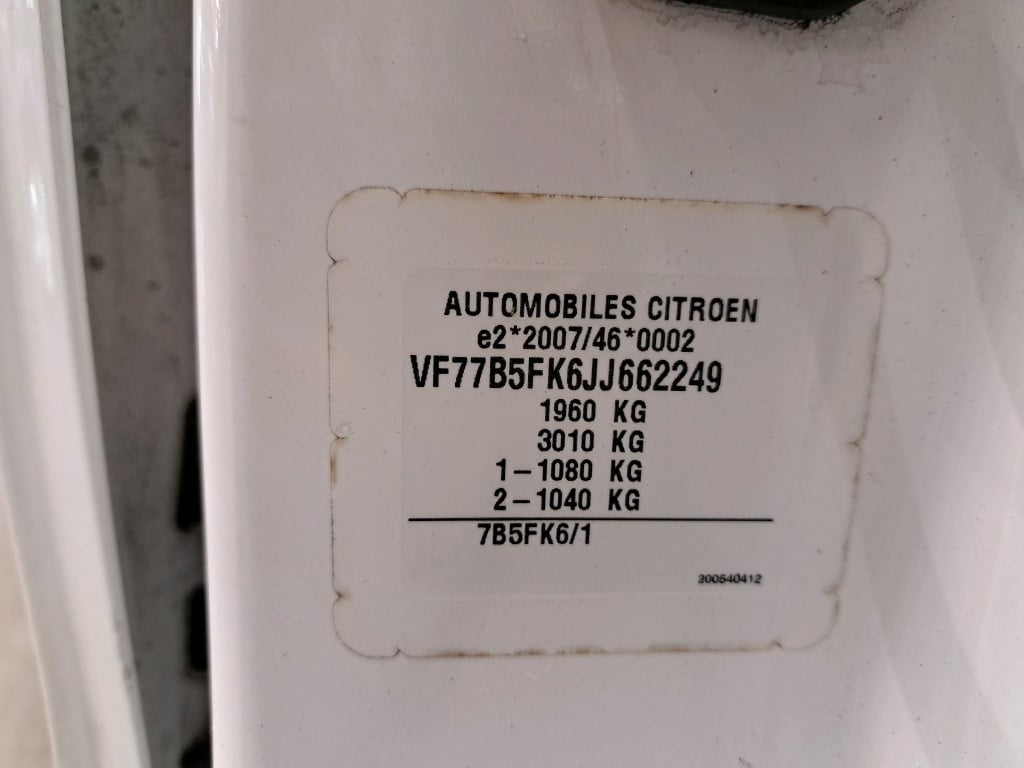 AUTOMOBILES CITROEN
e2*2007/46*0002
VF77B5FK6JJ662249
1960 KG
3010 KG
1-1080 KG
2-1040 KG
7B5FK6/1
200540412